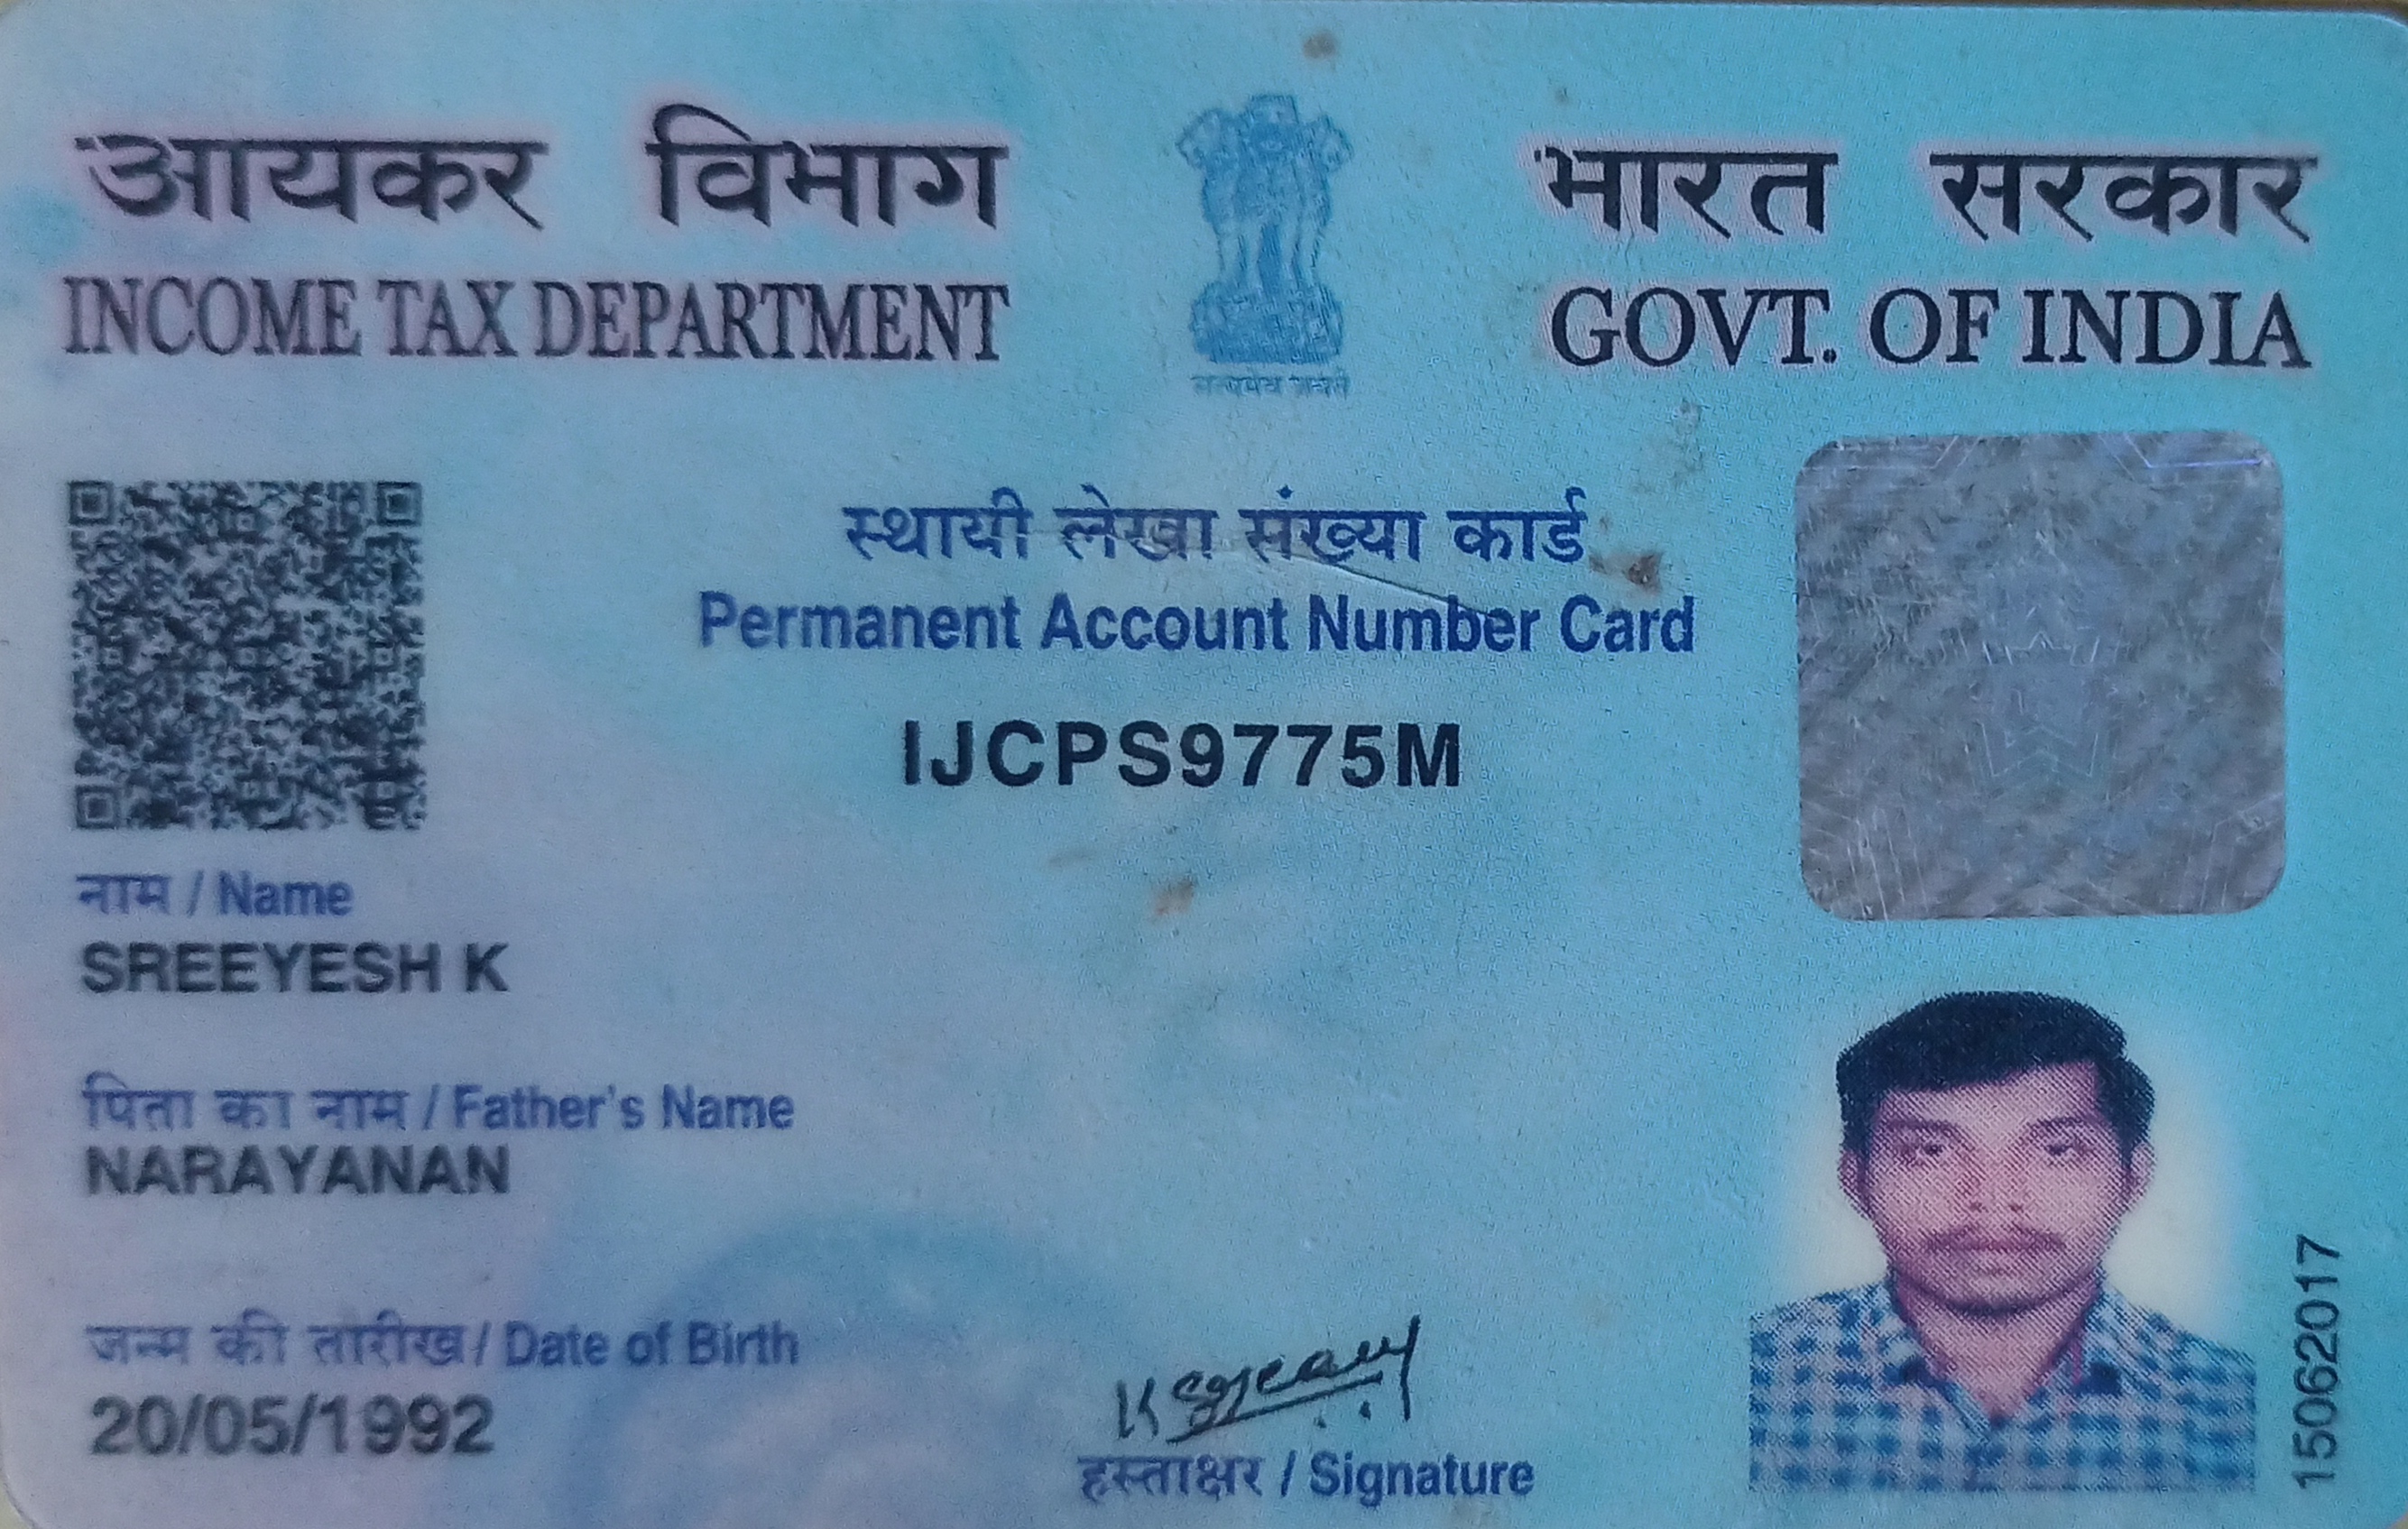 आयकर विभाग
INCOME TAX DEPARTMENT
सत्यमेव जयते
भारत सरकार
GOVT. OF INDIA
स्थायी लेखा संख्या कार्ड
Permanent Account Number Card
IJCPS9775M
नाम / Name
SREEYESH K
पिता का नाम / Father's Name
NARAYANAN
जन्म की तारीख / Date of Birth
20/05/1992
हस्ताक्षर / Signature
15062017